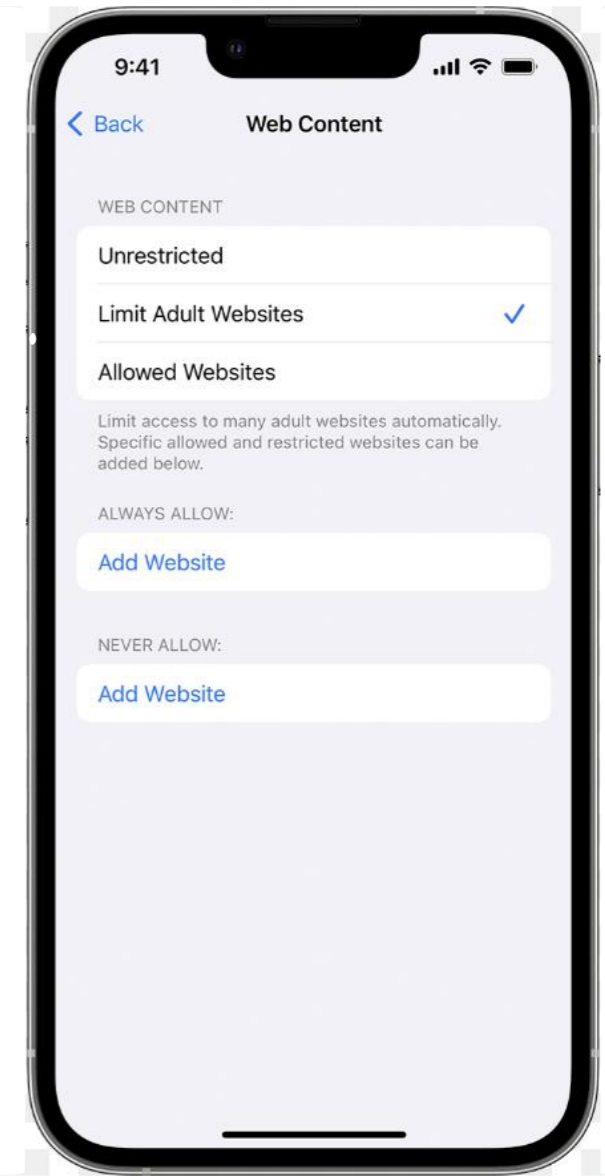 9:41
Back
Web Content
WEB CONTENT
Unrestricted
Limit Adult Websites
Allowed Websites
Limit access to many adult websites automatically.
Specific allowed and restricted websites can be
added below.
ALWAYS ALLOW:
Add Website
NEVER ALLOW:
Add Website